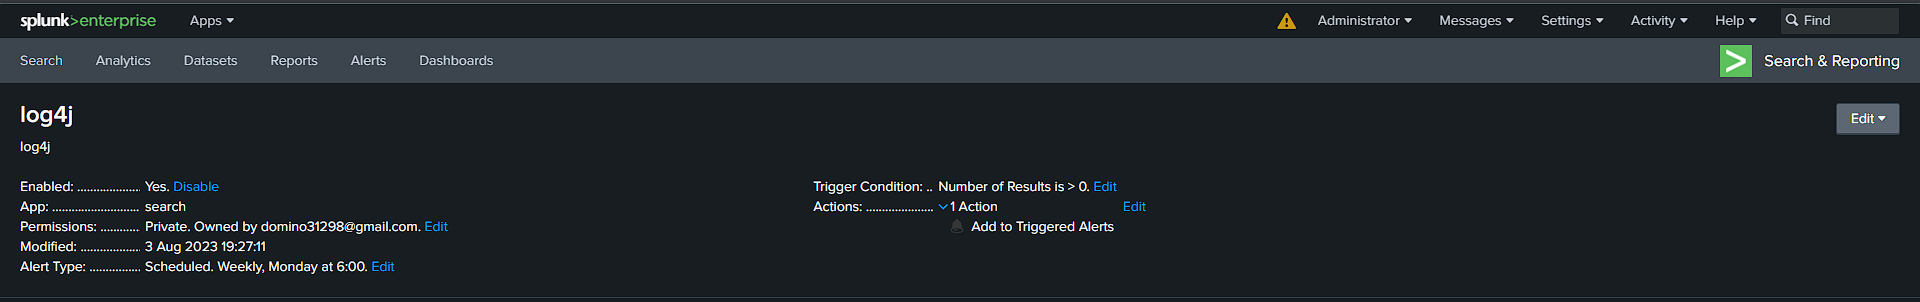 splunk>enterprise Apps Administrator Messages Settings Activity Help Find
Search Analytics Datasets Reports Alerts Dashboards Search & Reporting
log4j
Edit
log4j
Enabled: ................... Yes. Disable
App: ........................... search
Permissions: ............ Private. Owned by domino31298@gmail.com. Edit
Modified: .................. 3 Aug 2023 19:27:11
Alert Type: ................ Scheduled. Weekly, Monday at 6:00. Edit
Trigger Condition: .. Number of Results is > 0. Edit
Actions: ..................... 1 Action Edit
Add to Triggered Alerts